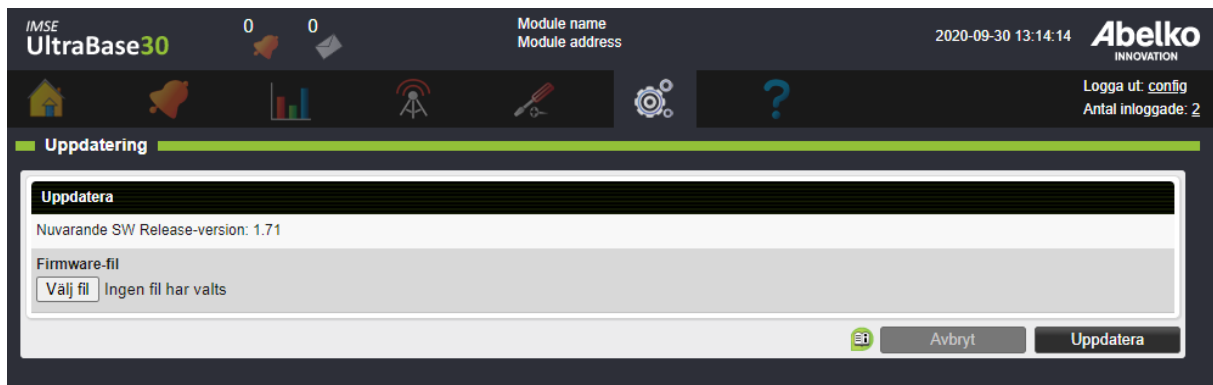 IMSE
UltraBase30
0
0
Module name
Module address
2020-09-30 13:14:14
Abelko
INNOVATION
Logga ut: config
Antal inloggade: 2
?
Uppdatering
Uppdatera
Nuvarande SW Release-version: 1.71
Firmware-fil
Välj fil Ingen fil har valts
Avbryt
Uppdatera